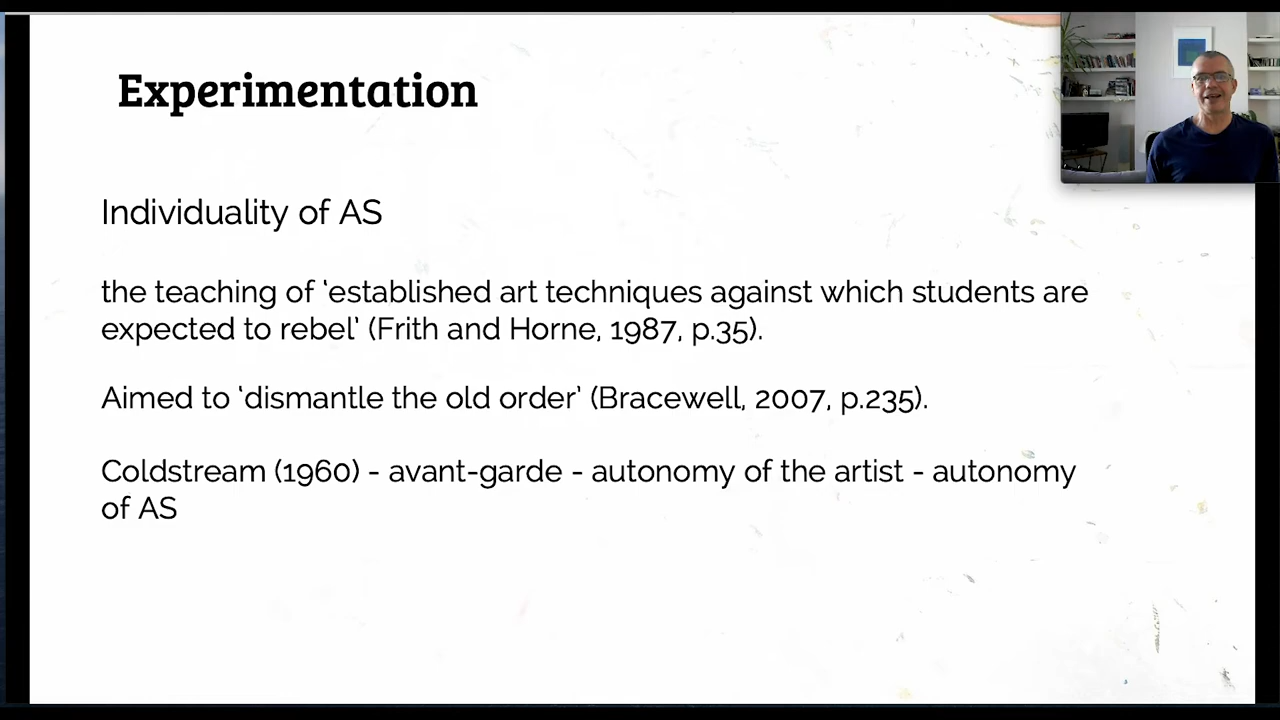 Experimentation
Individuality of AS
the teaching of ‘established art techniques against which students are
expected to rebel’ (Frith and Horne, 1987, p.35).
Aimed to ‘dismantle the old order’ (Bracewell, 2007, p.235).
Coldstream (1960) - avant-garde - autonomy of the artist - autonomy
of AS